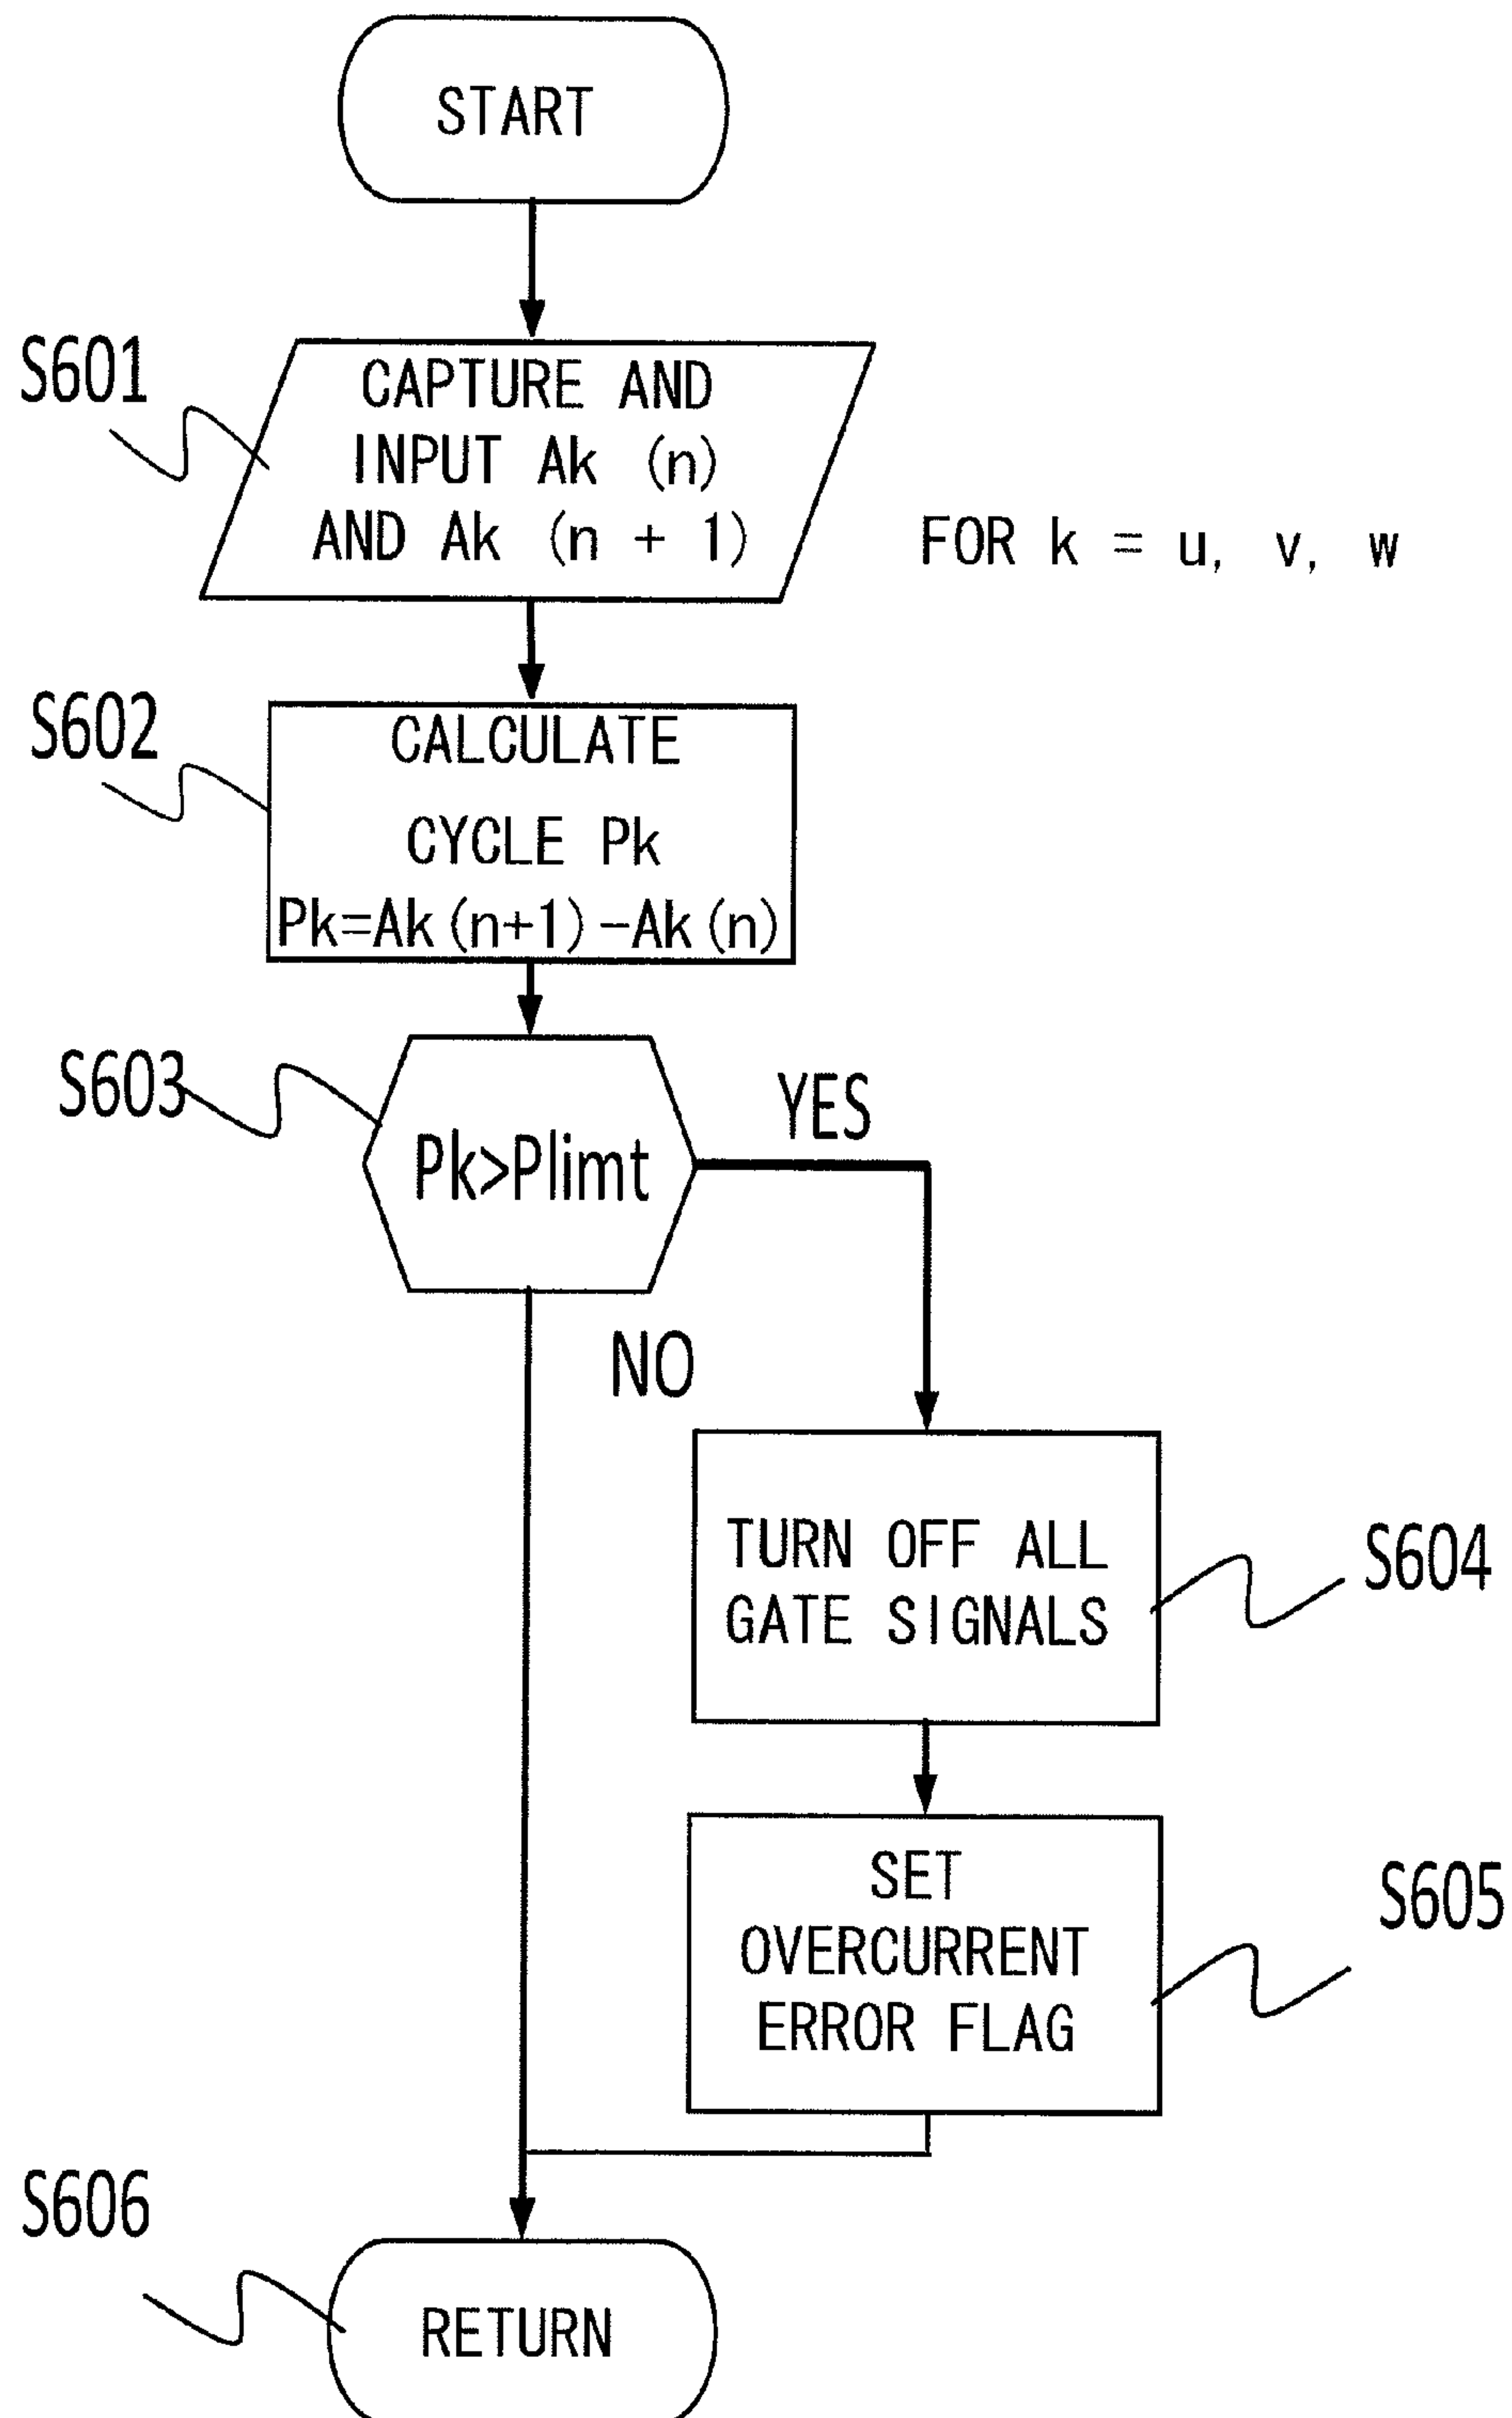 START
S601
CAPTURE AND
INPUT Ak (n)
AND Ak (n + 1)
FOR k = u, v, w
S602
CALCULATE
CYCLE Pk
Pk=Ak(n+1)-Ak(n)
S603
Pk>Plimt
YES
NO
TURN OFF ALL
GATE SIGNALS
S604
SET
OVERCURRENT
ERROR FLAG
S605
S606
RETURN